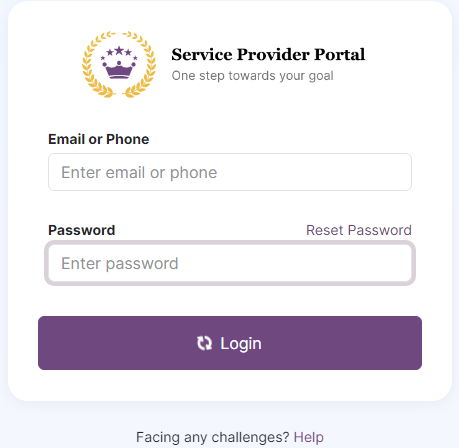 Service Provider Portal
One step towards your goal
Email or Phone
Enter email or phone
Password Reset Password
Enter password
Login
Facing any challenges? Help